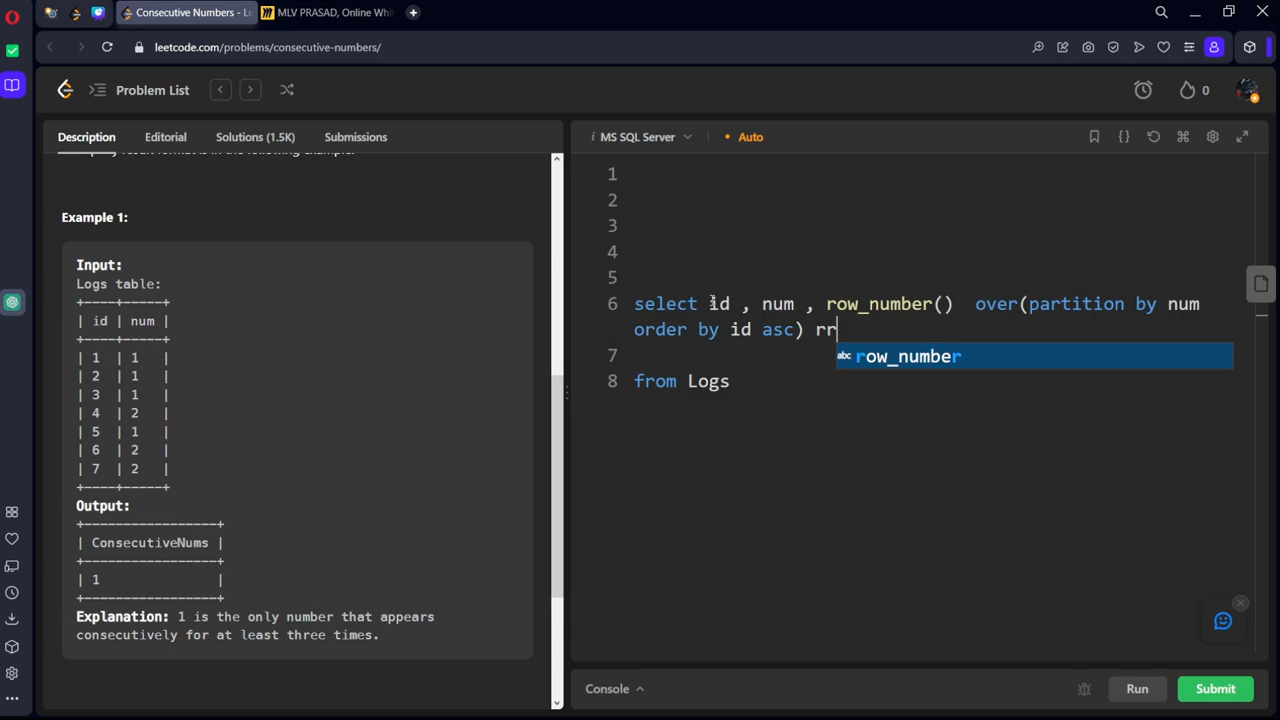 Consecutive Numbers - Le
MLV PRASAD, Online Whit
leetcode.com/problems/consecutive-numbers/
Problem List
0
Description
Editorial
Solutions (1.5K)
Submissions
MS SQL Server
Auto
Example 1:
Input:
Logs table:
+----+-----+
| id | num |
+----+-----+
| 1 | 1 |
| 2 | 1 |
| 3 | 1 |
| 4 | 2 |
| 5 | 1 |
| 6 | 2 |
| 7 | 2 |
+----+-----+
Output:
+-----------------+
| ConsecutiveNums |
+-----------------+
| 1 |
+-----------------+
Explanation: 1 is the only number that appears
consecutively for at least three times.
1
2
3
4
5
6 select id , num , row_number() over(partition by num
order by id asc) rr
abc row_number
7
8 from Logs
Console
Run
Submit